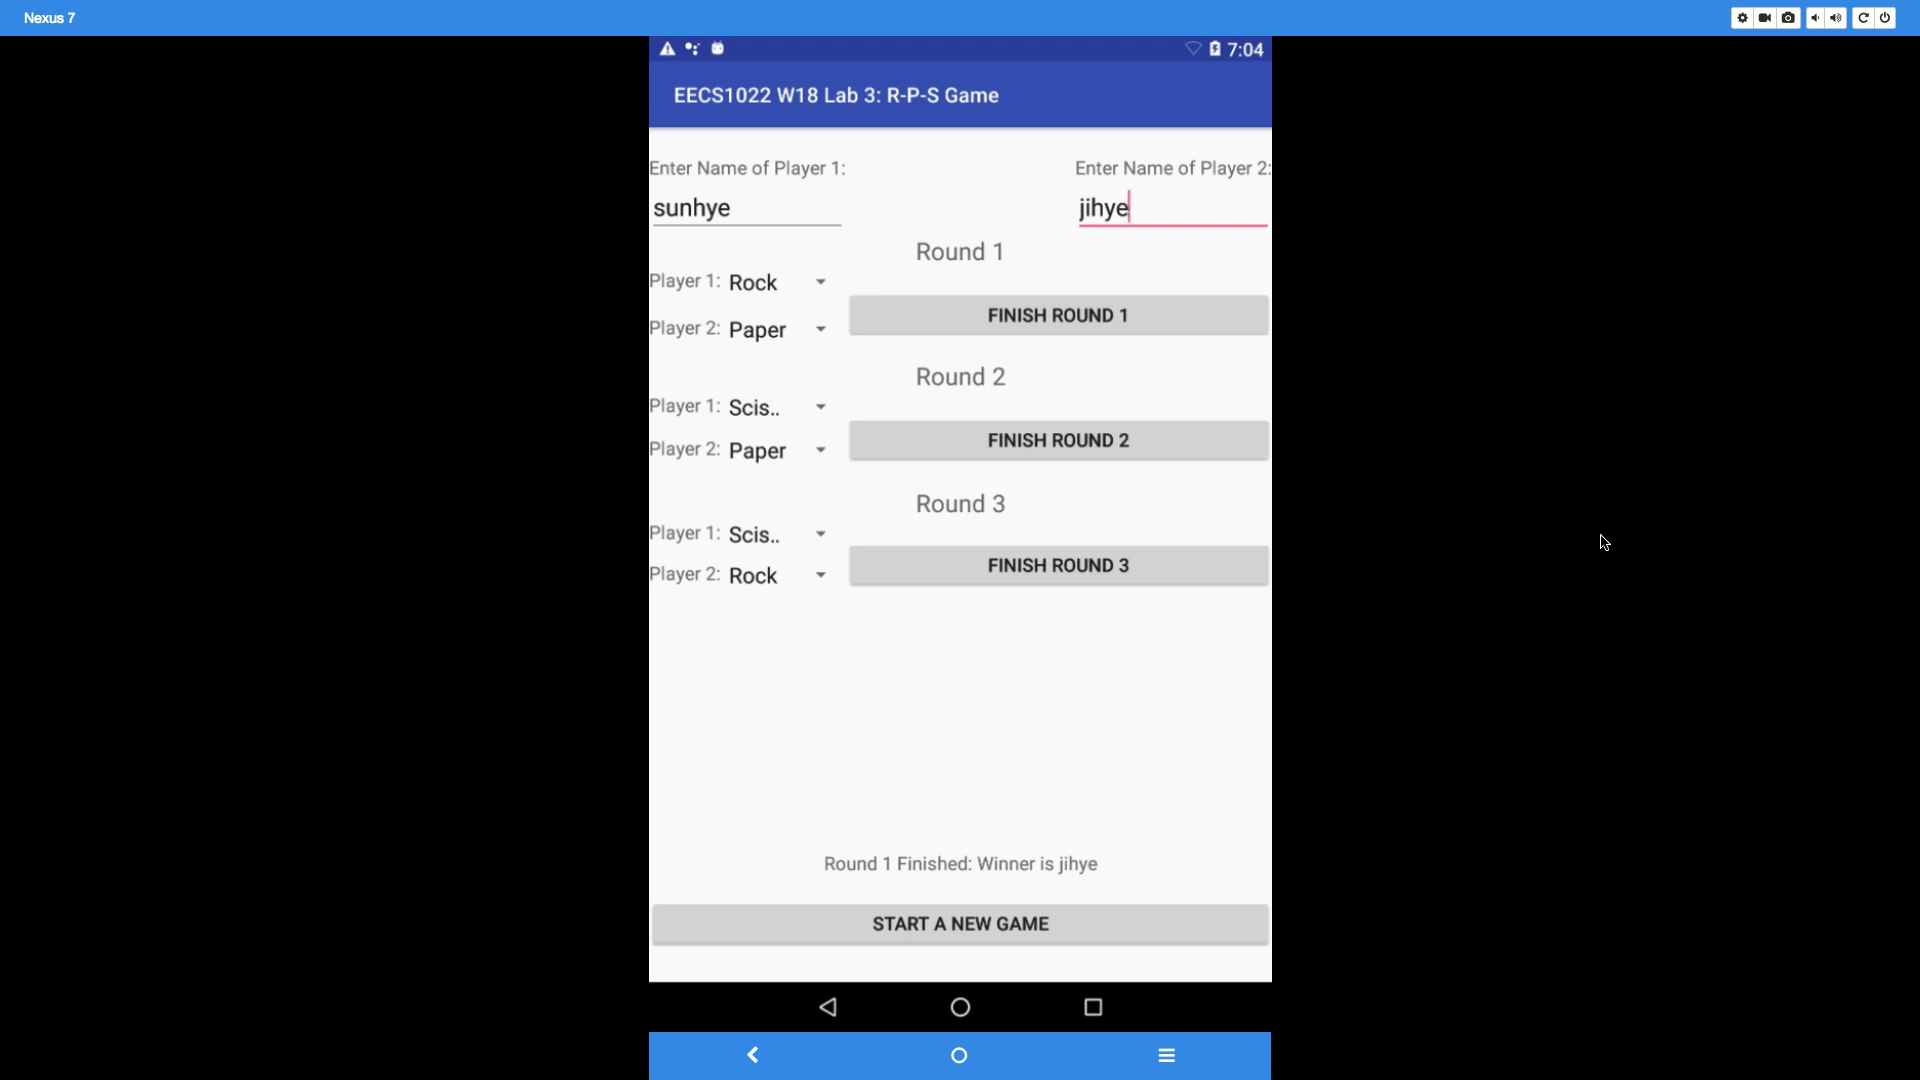 Nexus 7
7:04
EECS1022 W18 Lab 3: R-P-S Game
Enter Name of Player 1:
Enter Name of Player 2:
sunhye
jihye
Round 1
Player 1: Rock
FINISH ROUND 1
Player 2: Paper
Round 2
Player 1: Scis..
FINISH ROUND 2
Player 2: Paper
Round 3
Player 1: Scis..
FINISH ROUND 3
Player 2: Rock
Round 1 Finished: Winner is jihye
START A NEW GAME